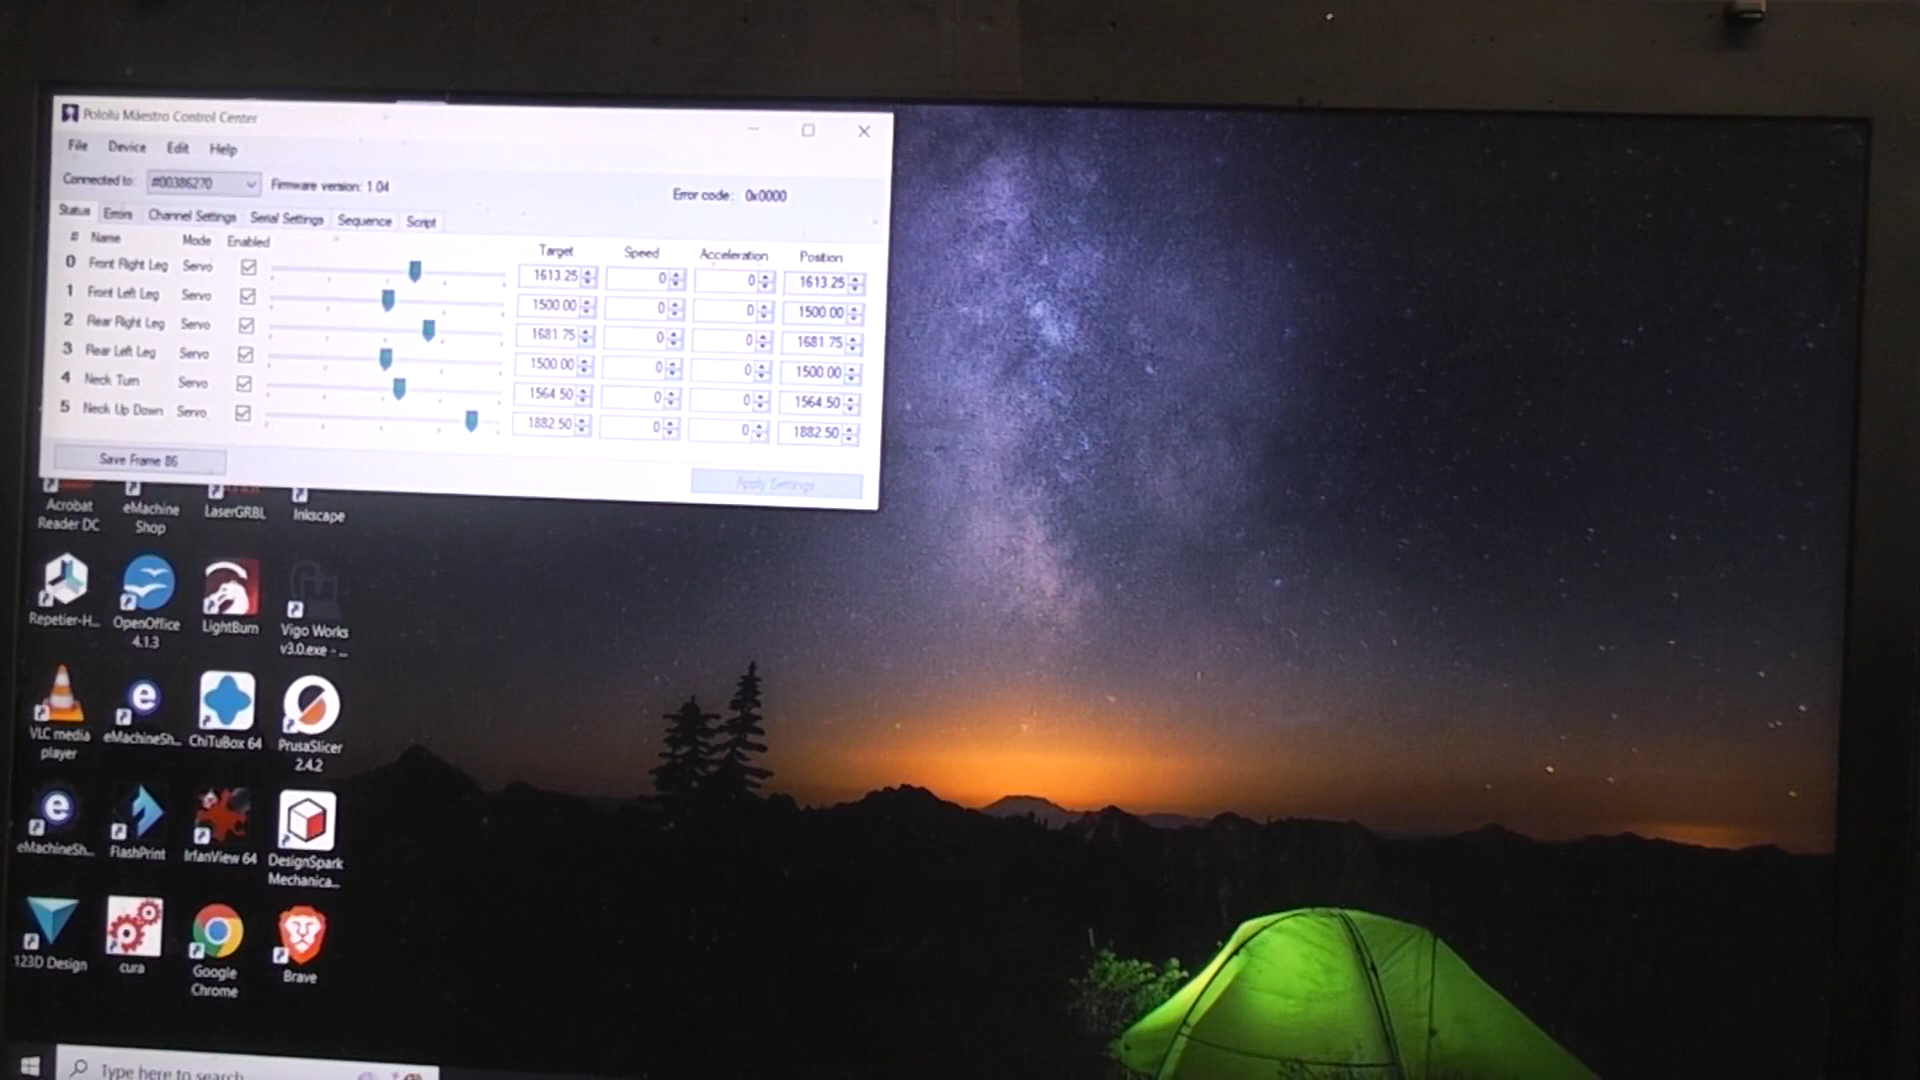 Pololu Maestro Control Center
File Device Edit Help
Connected to: #00386270 Firmware version: 1.04 Error code: 0x0000
Status Errors Channel Settings Serial Settings Sequence Script
# Name Mode Enabled Target Speed Acceleration Position
0 Front Right Leg Servo 1613.25 0 0 1613.25
1 Front Left Leg Servo 1500.00 0 0 1500.00
2 Rear Right Leg Servo 1681.75 0 0 1681.75
3 Rear Left Leg Servo 1500.00 0 0 1500.00
4 Neck Turn Servo 1564.50 0 0 1564.50
5 Neck Up Down Servo 1882.50 0 0 1882.50
Save Frame 86
Apply Settings
Acrobat Reader DC
eMachine Shop
LaserGRBL
Inkscape
Repetier-H...
OpenOffice 4.1.3
LightBurn
Vigo Works v3.0.exe - ...
VLC media player
eMachineSh...
ChiTuBox 64
PrusaSlicer 2.4.2
eMachineSh...
FlashPrint
IrfanView 64
DesignSpark Mechanica...
123D Design
cura
Google Chrome
Brave
Type here to search